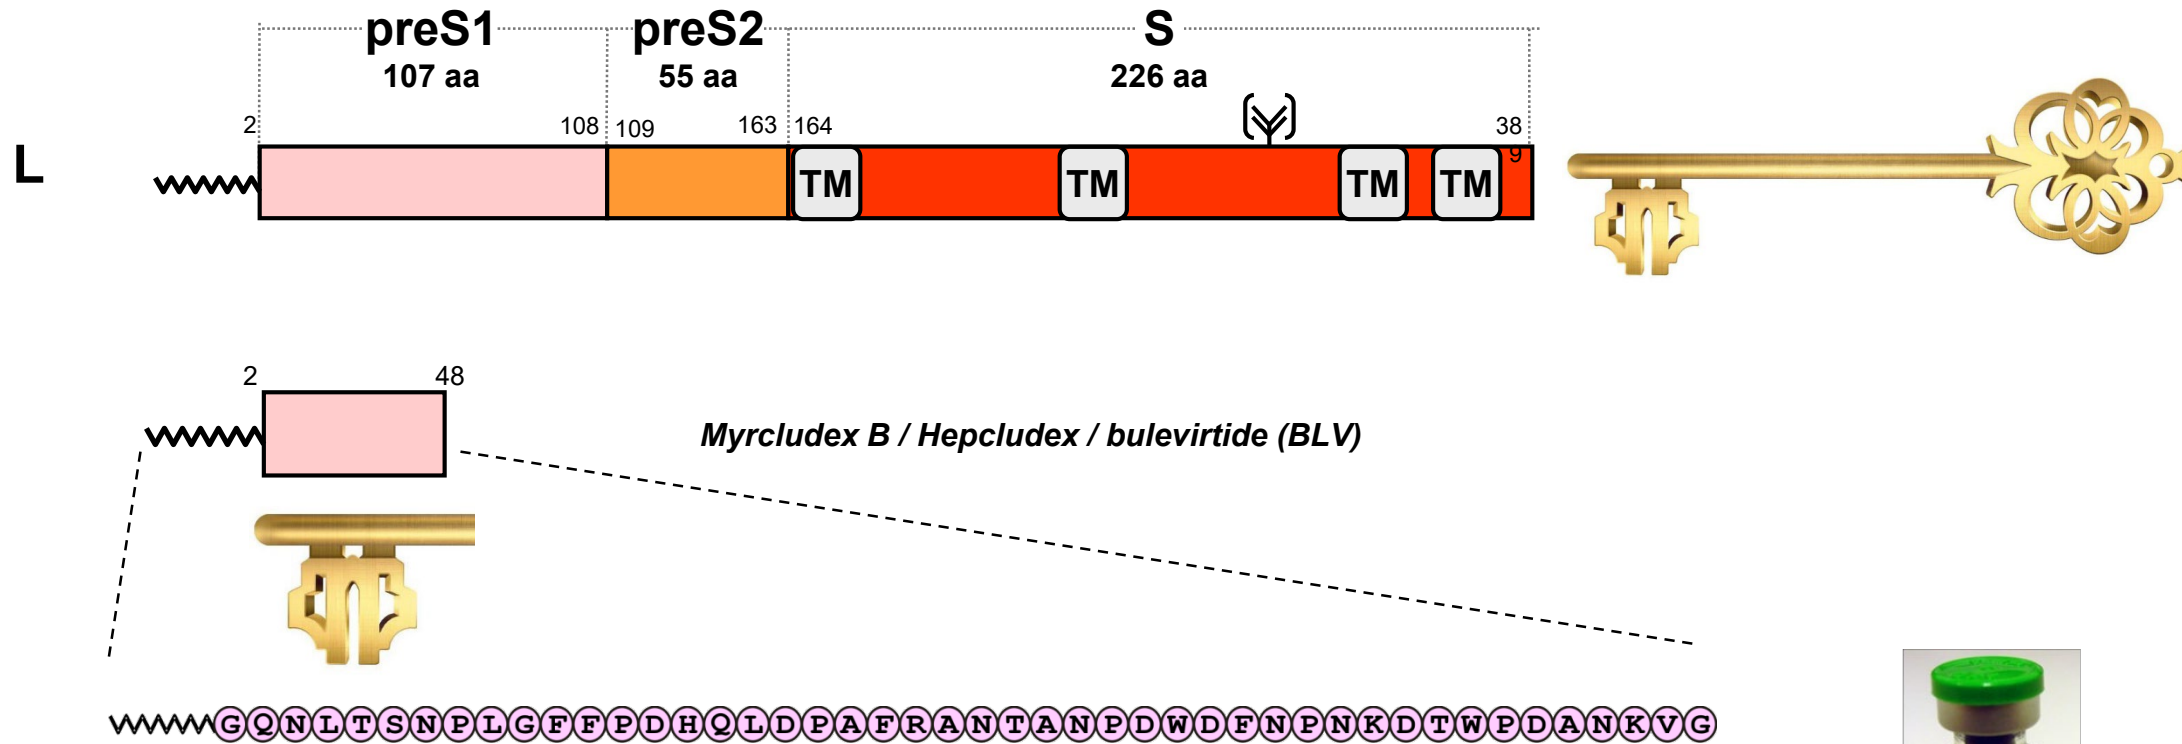 preS1 preS2 S
107 aa 55 aa 226 aa
2 108 109 163 164 38
9
L
TM TM TM TM
2 48
Myrcludex B / Hepcludex / bulevirtide (BLV)
GQNLTSNPLGFFPDHQLDPAFRANTANPDWDFNPNKDTWPDANKVG